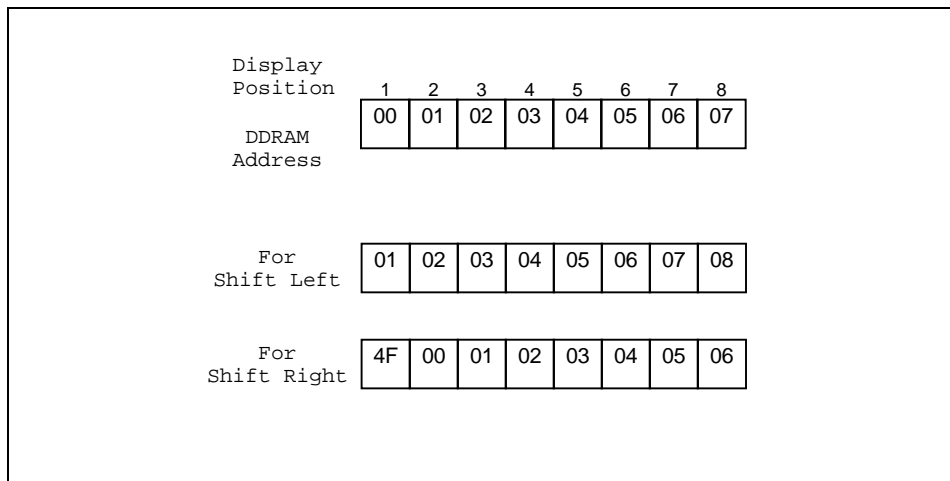 Display
Position 1 2 3 4 5 6 7 8
00 01 02 03 04 05 06 07
DDRAM
Address
For
Shift Left
01 02 03 04 05 06 07 08
For
Shift Right
4F 00 01 02 03 04 05 06